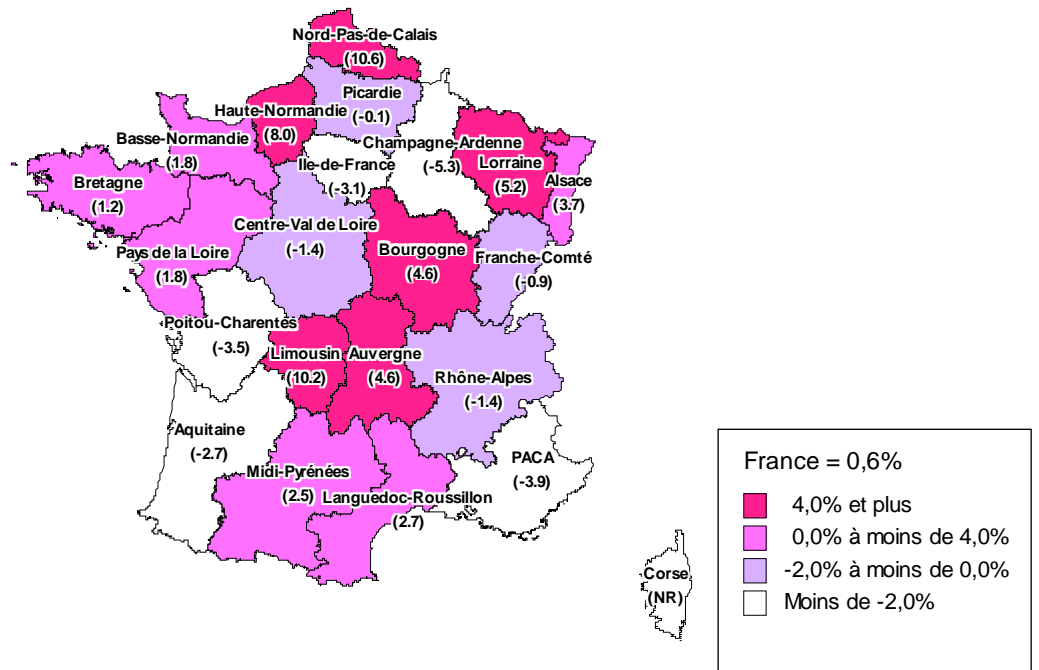 Nord-Pas-de-Calais
(10.6)
Picardie
(-0.1)
Haute-Normandie
(8.0)
Basse-Normandie
(1.8)
Champagne-Ardenne
(-5.3)
Lorraine
(5.2)
Ile-de-France
(-3.1)
Alsace
(3.7)
Bretagne
(1.2)
Centre-Val de Loire
(-1.4)
Pays de la Loire
(1.8)
Bourgogne
(4.6)
Franche-Comté
(-0.9)
Poitou-Charentes
(-3.5)
Limousin
(10.2)
Auvergne
(4.6)
Rhône-Alpes
(-1.4)
Aquitaine
(-2.7)
Midi-Pyrénées
(2.5)
Languedoc-Roussillon
(2.7)
PACA
(-3.9)
Corse
(NR)
France = 0,6%
4,0% et plus
0,0% à moins de 4,0%
-2,0% à moins de 0,0%
Moins de -2,0%